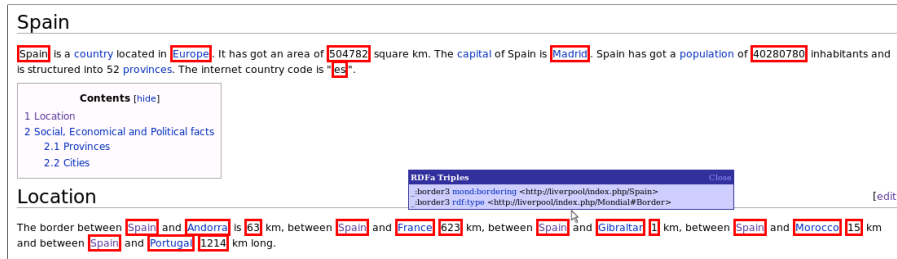 Spain
Spain is a country located in Europe. It has got an area of 504782 square km. The capital of Spain is Madrid. Spain has got a population of 40280780 inhabitants and
is structured into 52 provinces. The internet country code is "es".
Contents [hide]
1 Location
2 Social, Economical and Political facts
2.1 Provinces
2.2 Cities
RDFa Triples Close
_:border3 mond:bordering <http://liverpool/index.php/Spain>
_:border3 rdf:type <http://liverpool/index.php/Mondial#Border>
Location [edit
The border between Spain and Andorra is 63 km, between Spain and France 623 km, between Spain and Gibraltar 1 km, between Spain and Morocco 15 km
and between Spain and Portugal 1214 km long.